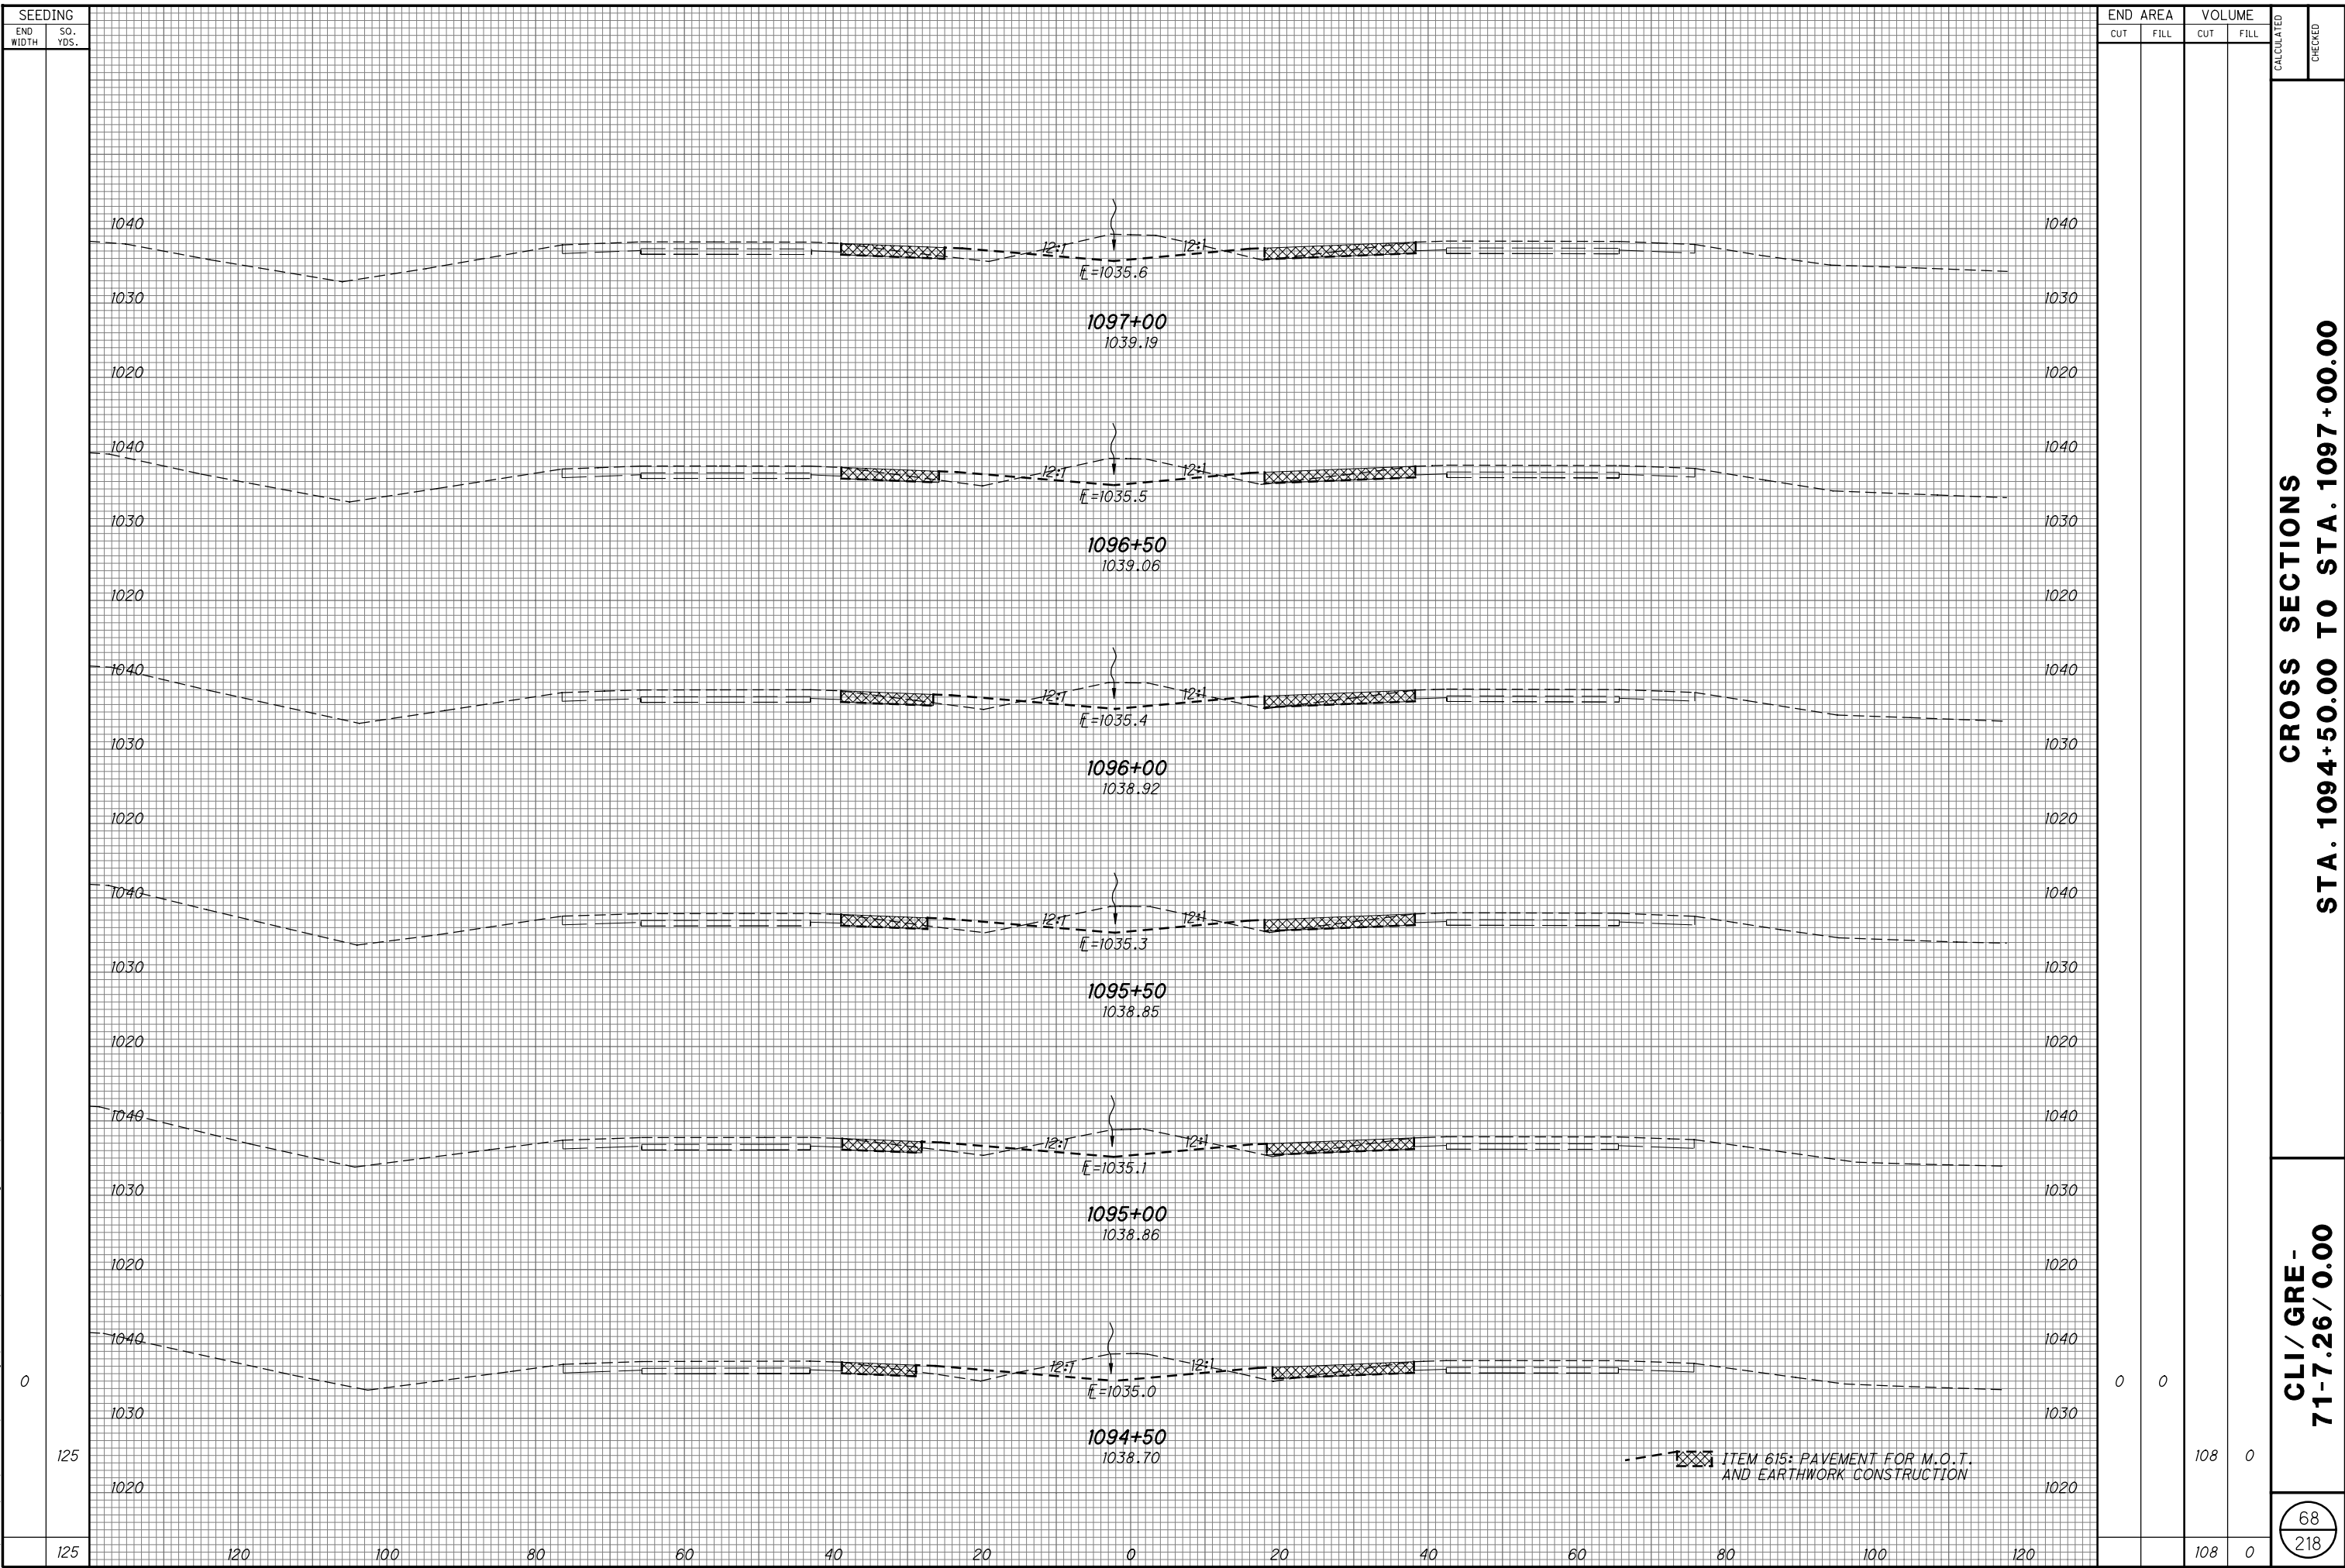 SEEDING
END WIDTH SQ. YDS.
END AREA VOLUME
CUT FILL CUT FILL
CALCULATED
CHECKED
1040 12:1 12:1 1040
FL=1035.6
1030 1030
1097+00
1039.19
1020 1020
1040 12:1 12:1 1040
FL=1035.5
1030 1030
1096+50
1039.06
1020 1020
1040 12:1 12:1 1040
FL=1035.4
1030 1030
1096+00
1038.92
1020 1020
1040 12:1 12:1 1040
FL=1035.3
1030 1030
1095+50
1038.85
1020 1020
1040 12:1 12:1 1040
FL=1035.1
1030 1030
1095+00
1038.86
1020 1020
1040 12:1 12:1 1040
0 FL=1035.0 0 0
1030 1030
1094+50
125 1038.70 108 0
ITEM 615: PAVEMENT FOR M.O.T.
AND EARTHWORK CONSTRUCTION
1020 1020
125 120 100 80 60 40 20 0 20 40 60 80 100 120 108 0
CROSS SECTIONS
STA. 1094+50.00 TO STA. 1097+00.00
CLI/GRE-
71-7.26/0.00
68
218